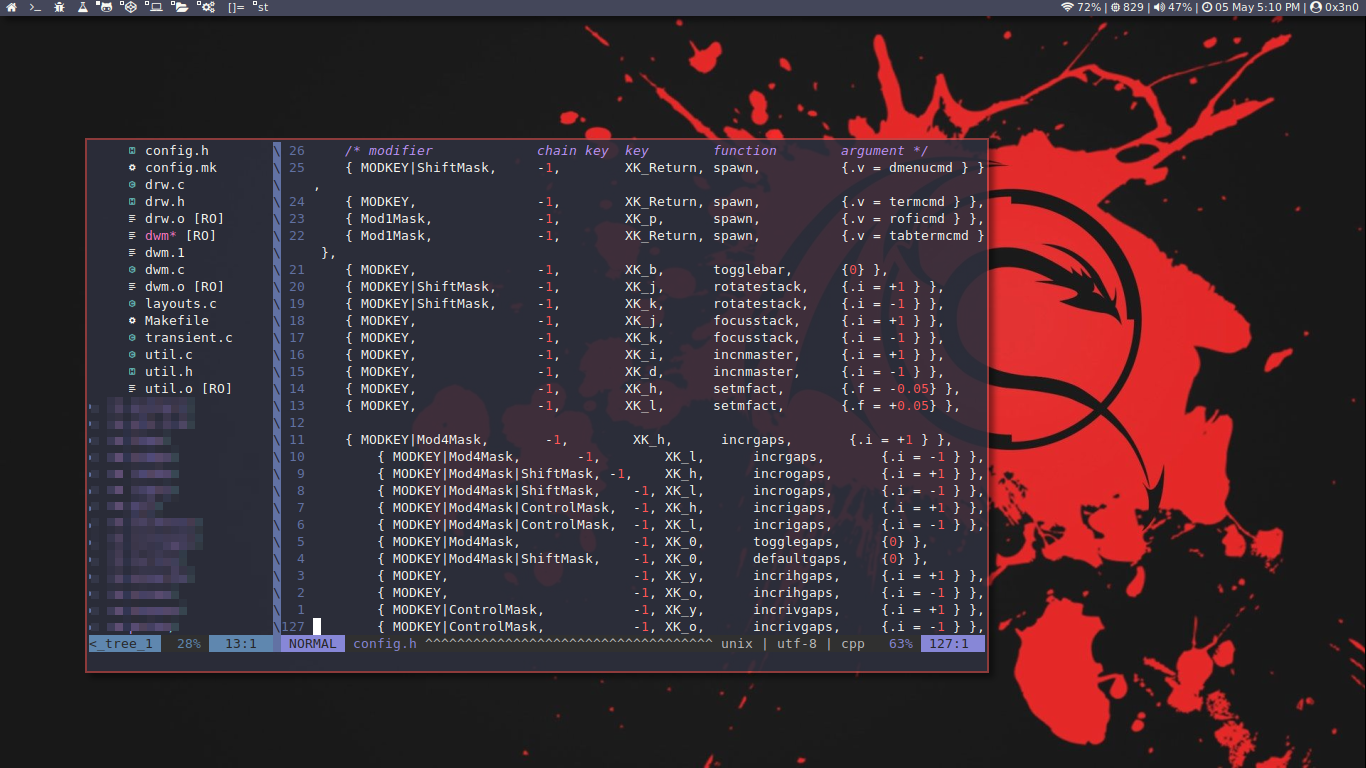 >_ []= st 72% | 829 | 47% | 05 May 5:10 PM | 0x3n0
config.h
config.mk
drw.c
drw.h
drw.o [RO]
dwm* [RO]
dwm.1
dwm.c
dwm.o [RO]
layouts.c
Makefile
transient.c
util.c
util.h
util.o [RO]
<_tree_1 28% 13:1
26 /* modifier chain key key function argument */
25 { MODKEY|ShiftMask, -1, XK_Return, spawn, {.v = dmenucmd } }
,
24 { MODKEY, -1, XK_Return, spawn, {.v = termcmd } },
23 { Mod1Mask, -1, XK_p, spawn, {.v = roficmd } },
22 { Mod1Mask, -1, XK_Return, spawn, {.v = tabtermcmd }
},
21 { MODKEY, -1, XK_b, togglebar, {0} },
20 { MODKEY|ShiftMask, -1, XK_j, rotatestack, {.i = +1 } },
19 { MODKEY|ShiftMask, -1, XK_k, rotatestack, {.i = -1 } },
18 { MODKEY, -1, XK_j, focusstack, {.i = +1 } },
17 { MODKEY, -1, XK_k, focusstack, {.i = -1 } },
16 { MODKEY, -1, XK_i, incnmaster, {.i = +1 } },
15 { MODKEY, -1, XK_d, incnmaster, {.i = -1 } },
14 { MODKEY, -1, XK_h, setmfact, {.f = -0.05} },
13 { MODKEY, -1, XK_l, setmfact, {.f = +0.05} },
12
11 { MODKEY|Mod4Mask, -1, XK_h, incrgaps, {.i = +1 } },
10 { MODKEY|Mod4Mask, -1, XK_l, incrgaps, {.i = -1 } },
9 { MODKEY|Mod4Mask|ShiftMask, -1, XK_h, incrogaps, {.i = +1 } },
8 { MODKEY|Mod4Mask|ShiftMask, -1, XK_l, incrogaps, {.i = -1 } },
7 { MODKEY|Mod4Mask|ControlMask, -1, XK_h, incrigaps, {.i = +1 } },
6 { MODKEY|Mod4Mask|ControlMask, -1, XK_l, incrigaps, {.i = -1 } },
5 { MODKEY|Mod4Mask, -1, XK_0, togglegaps, {0} },
4 { MODKEY|Mod4Mask|ShiftMask, -1, XK_0, defaultgaps, {0} },
3 { MODKEY, -1, XK_y, incrihgaps, {.i = +1 } },
2 { MODKEY, -1, XK_o, incrihgaps, {.i = -1 } },
1 { MODKEY|ControlMask, -1, XK_y, incrivgaps, {.i = +1 } },
127 { MODKEY|ControlMask, -1, XK_o, incrivgaps, {.i = -1 } },
NORMAL config.h ^^^^^^^^^^^^^^^^^^^^^^^^^^^^^^^^^^^^ unix | utf-8 | cpp 63% 127:1